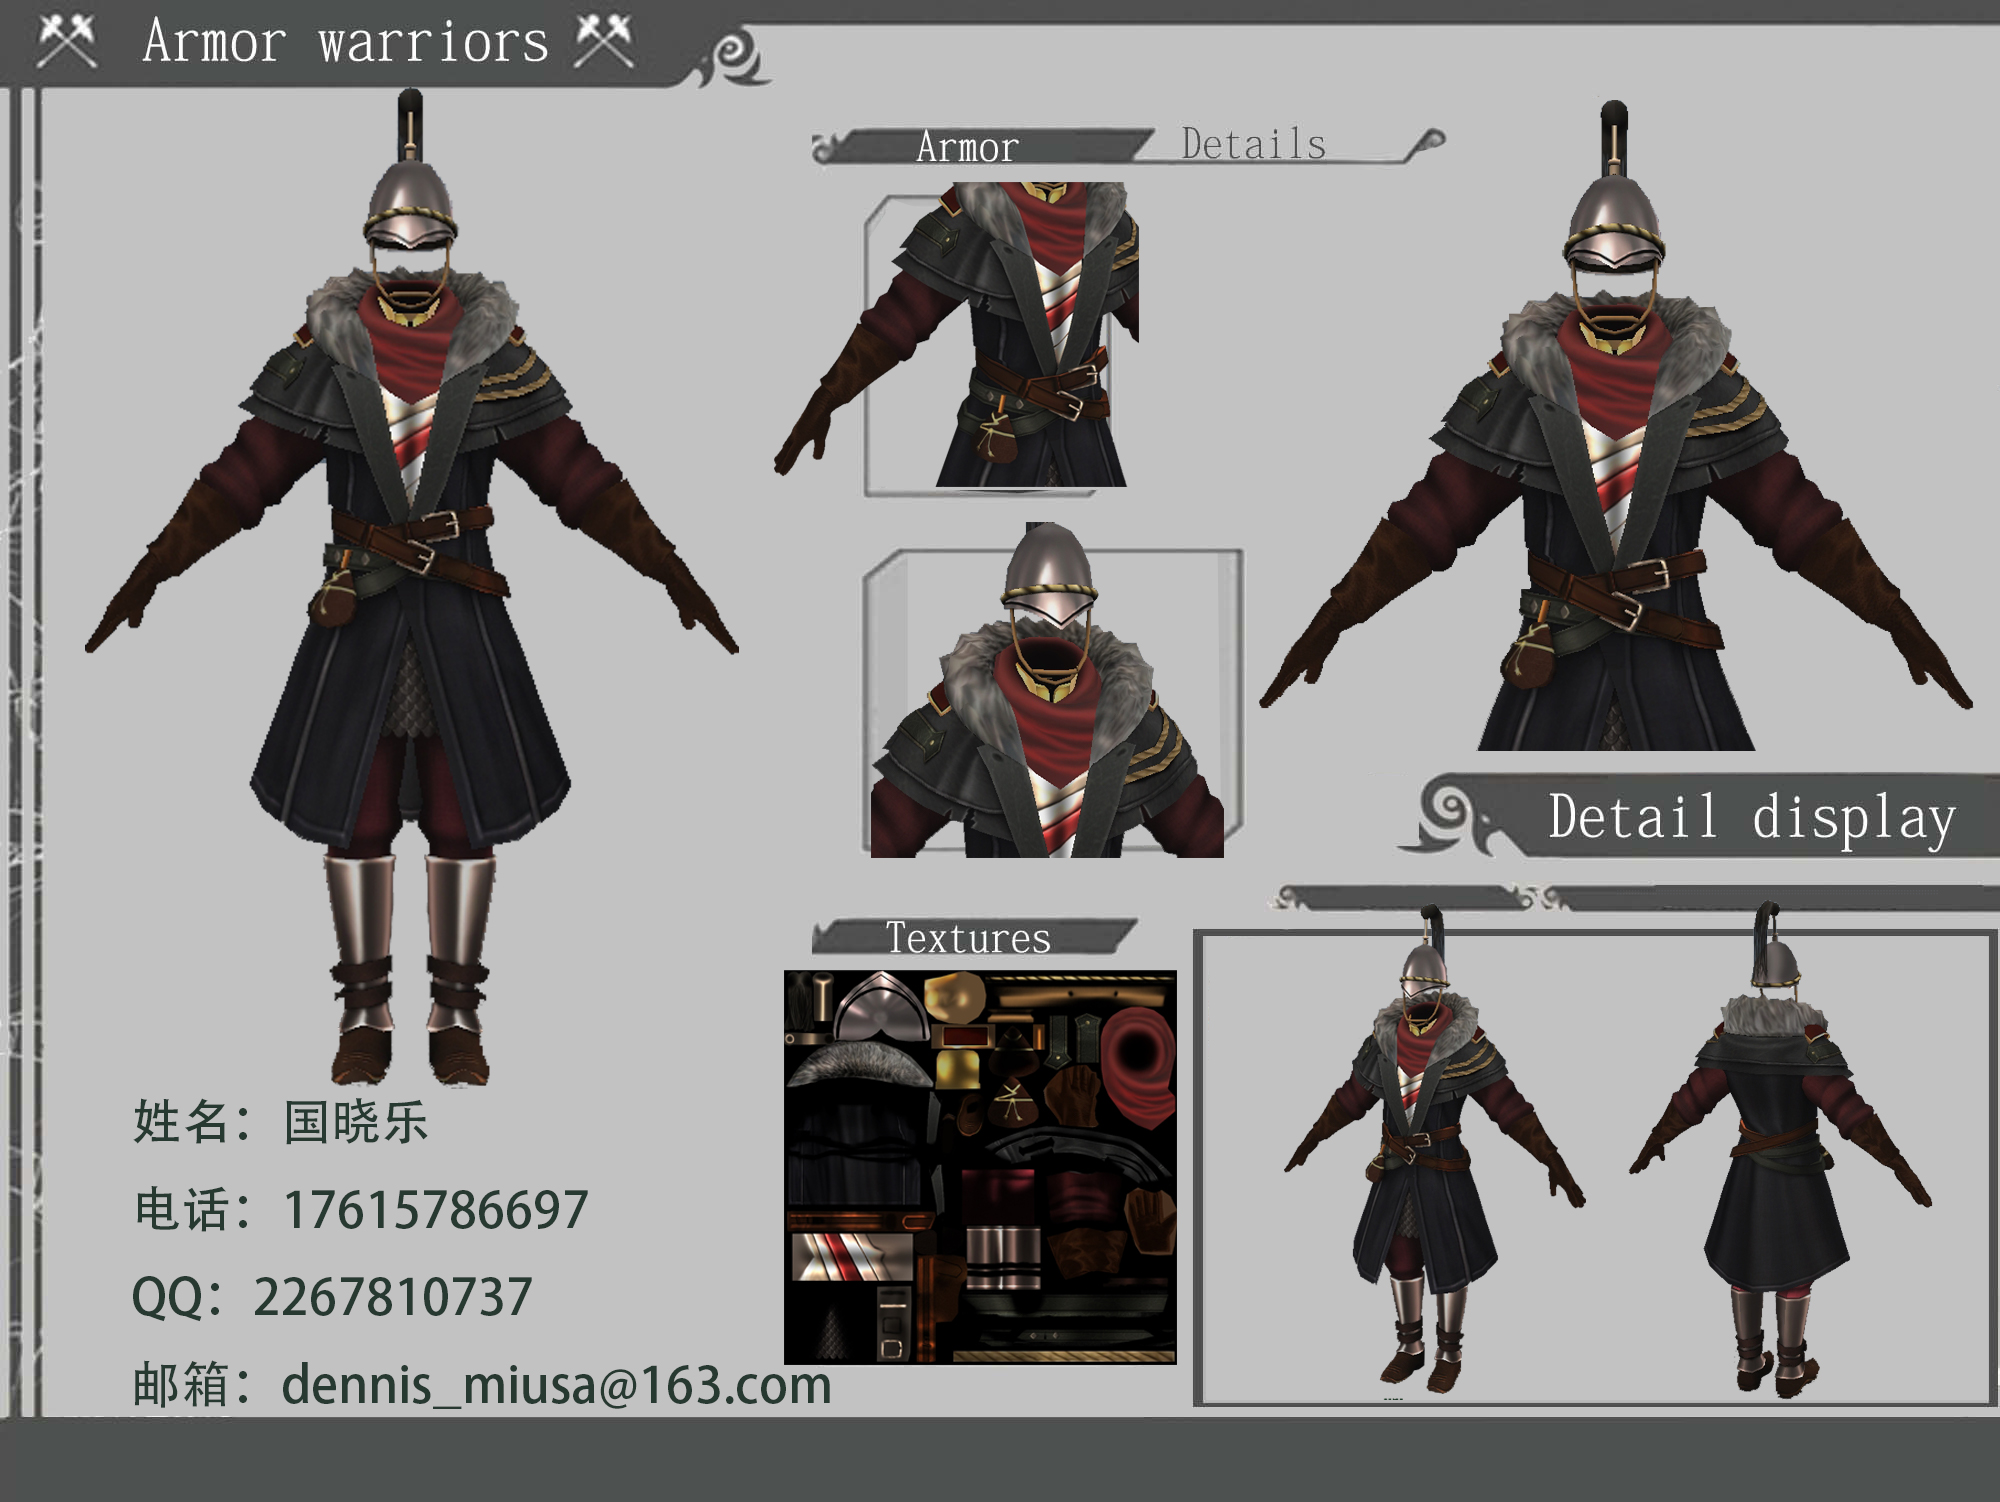 Armor warriors
Armor Details
Detail display
Textures
姓名：国晓乐
电话：17615786697
QQ：2267810737
邮箱：dennis_miusa@163.com